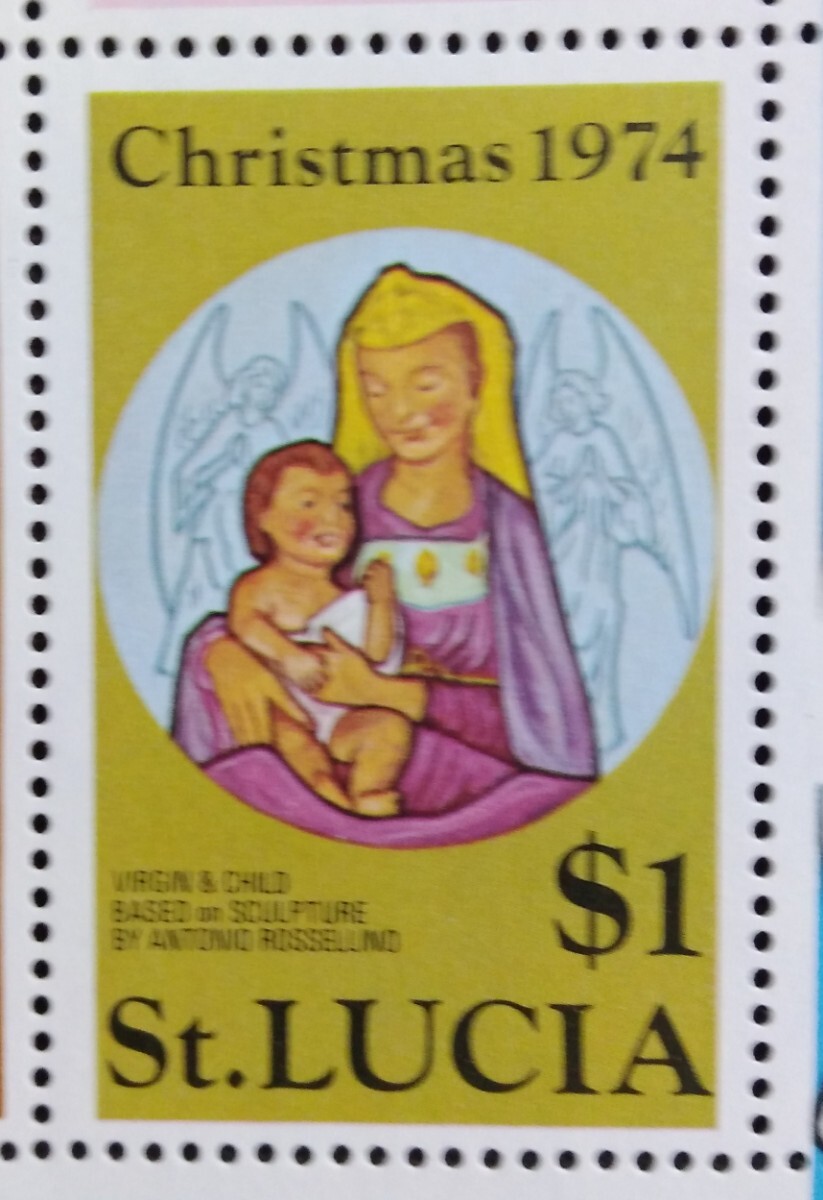 Christmas 1974
VIRGIN & CHILD
BASED on SCULPTURE
BY ANTONIO ROSSELLINO
$1
St. LUCIA